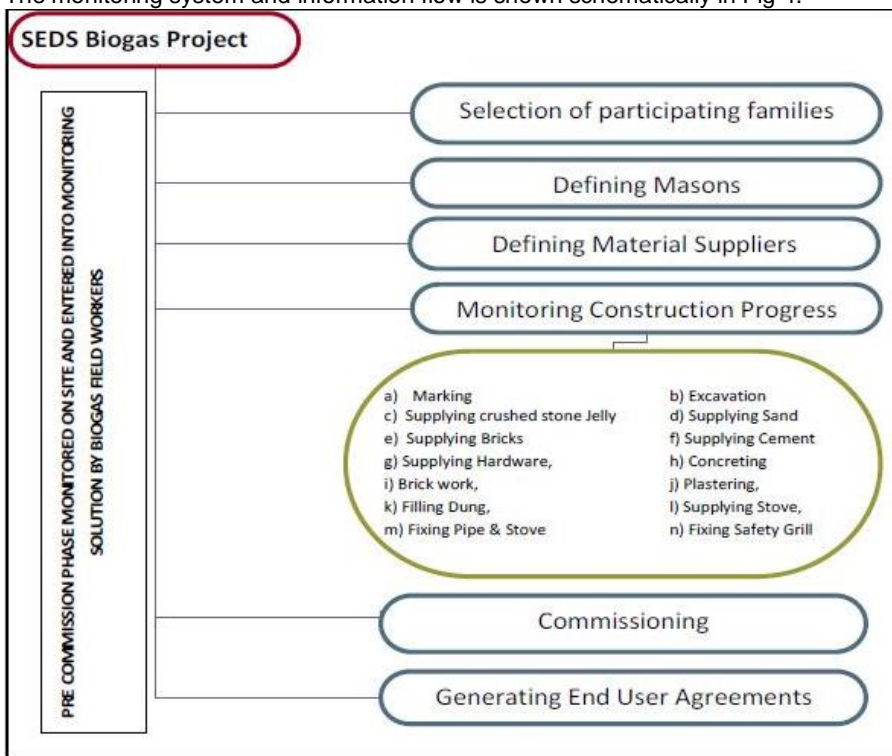 The monitoring system and information flow is shown schematically in Fig 4.
SEDS Biogas Project
PRE COMMISSION PHASE MONITORED ON SITE AND ENTERED INTO MONITORING
SOLUTION BY BIOGAS FIELD WORKERS
Selection of participating families
Defining Masons
Defining Material Suppliers
Monitoring Construction Progress
a) Marking b) Excavation
c) Supplying crushed stone Jelly d) Supplying Sand
e) Supplying Bricks f) Supplying Cement
g) Supplying Hardware, h) Concreting
i) Brick work, j) Plastering,
k) Filling Dung, l) Supplying Stove,
m) Fixing Pipe & Stove n) Fixing Safety Grill
Commissioning
Generating End User Agreements